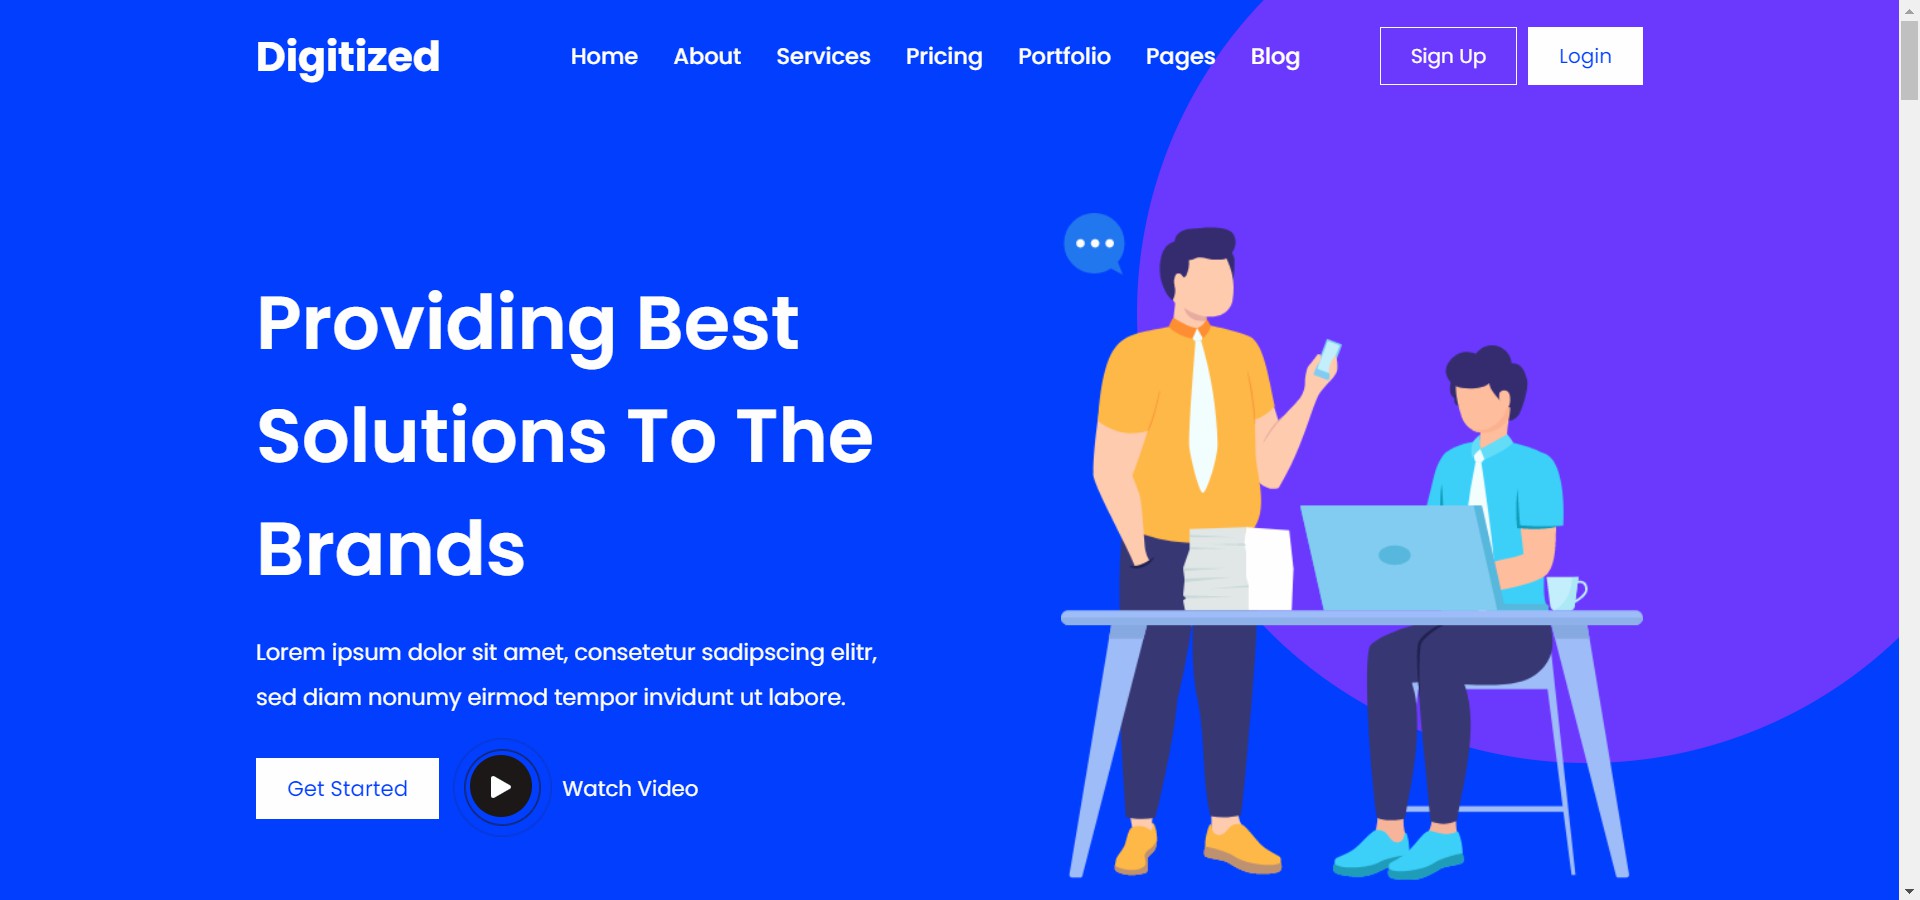 Digitized
Home About Services Pricing Portfolio Pages Blog
Sign Up Login
Providing Best
Solutions To The
Brands
Lorem ipsum dolor sit amet, consetetur sadipscing elitr,
sed diam nonumy eirmod tempor invidunt ut labore.
Get Started Watch Video